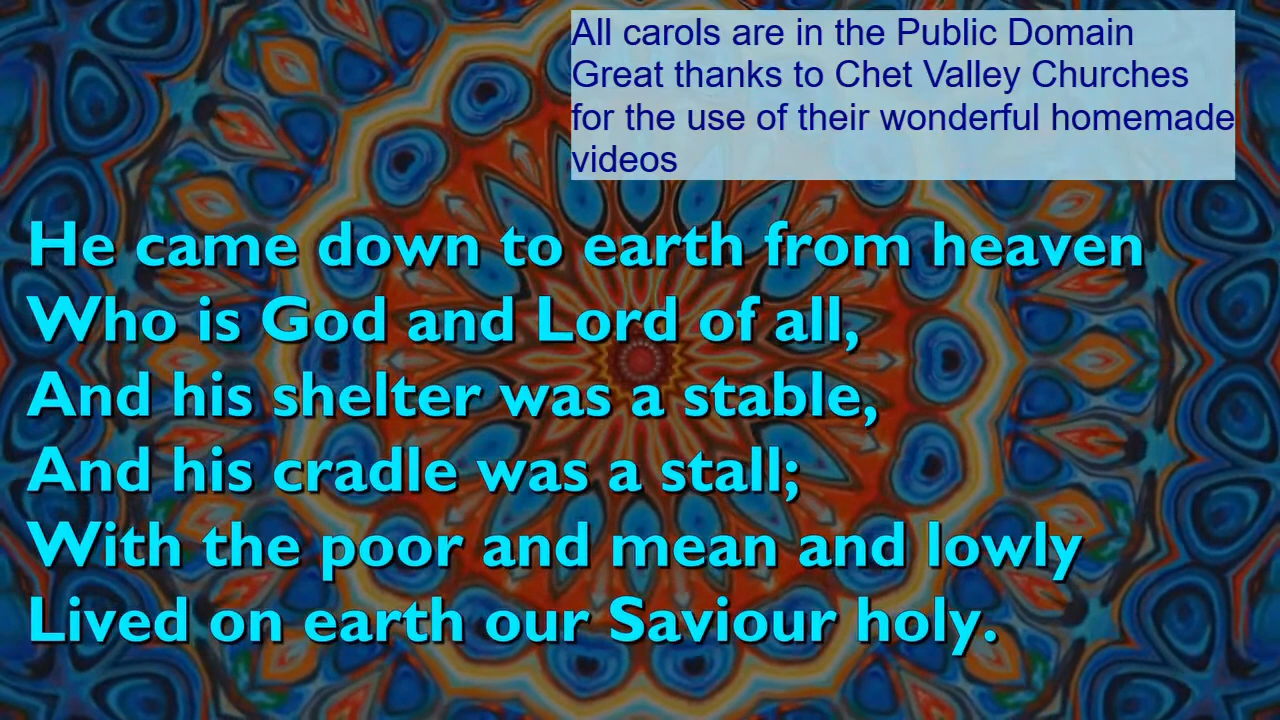 All carols are in the Public Domain
Great thanks to Chet Valley Churches
for the use of their wonderful homemade
videos
He came down to earth from heaven
Who is God and Lord of all,
And his shelter was a stable,
And his cradle was a stall;
With the poor and mean and lowly
Lived on earth our Saviour holy.